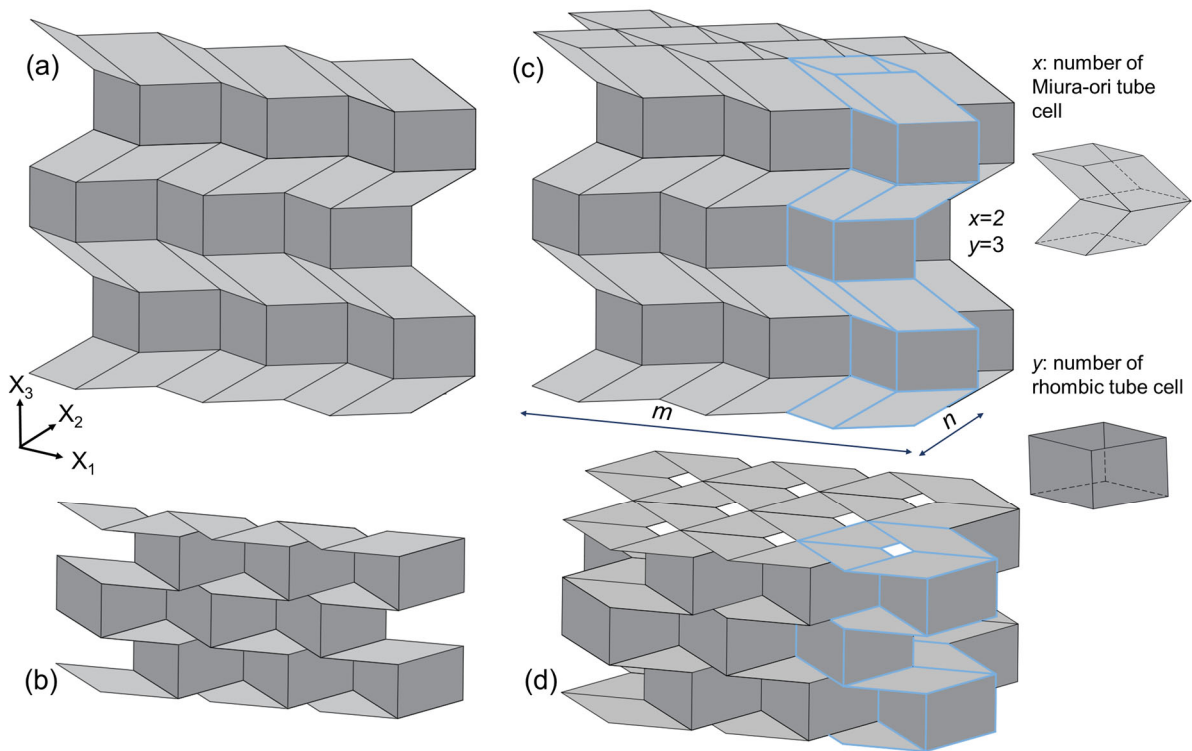 (a)
(c)
x: number of
Miura-ori tube
cell
x=2
y=3
y: number of
rhombic tube cell
m
n
X₃
X₂
X₁
(b)
(d)